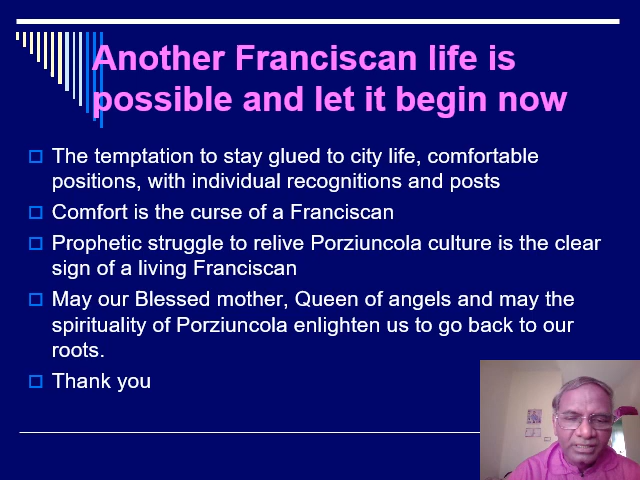 Another Franciscan life is
possible and let it begin now
The temptation to stay glued to city life, comfortable
positions, with individual recognitions and posts
Comfort is the curse of a Franciscan
Prophetic struggle to relive Porziuncola culture is the clear
sign of a living Franciscan
May our Blessed mother, Queen of angels and may the
spirituality of Porziuncola enlighten us to go back to our
roots.
Thank you